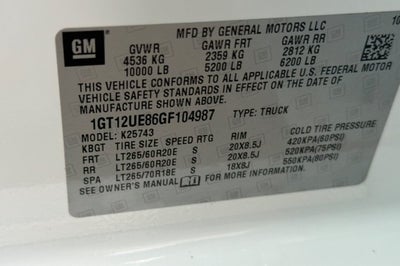 MFD BY GENERAL MOTORS LLC 10
GM
GVWR GAWR FRT GAWR RR
4536 KG 2359 KG 2812 KG
10000 LB 5200 LB 6200 LB
THIS VEHICLE CONFORMS TO ALL APPLICABLE
U.S. FEDERAL MOTOR VEHICLE SAFETY
STANDARDS IN EFFECT ON THE DATE OF
MANUFACTURE SHOWN ABOVE.
1GT12UE86GF104987 TYPE: TRUCK
MODEL: K25743
KBGT TIRE SIZE SPEED RTG RIM COLD TIRE PRESSURE
FRT LT265/60R20E S 20X8.5J 420KPA(60PSI)
RR LT265/60R20E S 20X8.5J 520KPA(75PSI)
SPA LT265/70R18E S 18X8J 550KPA(80PSI)
SEE OWNER'S MANUAL FOR MORE INFORMATION.